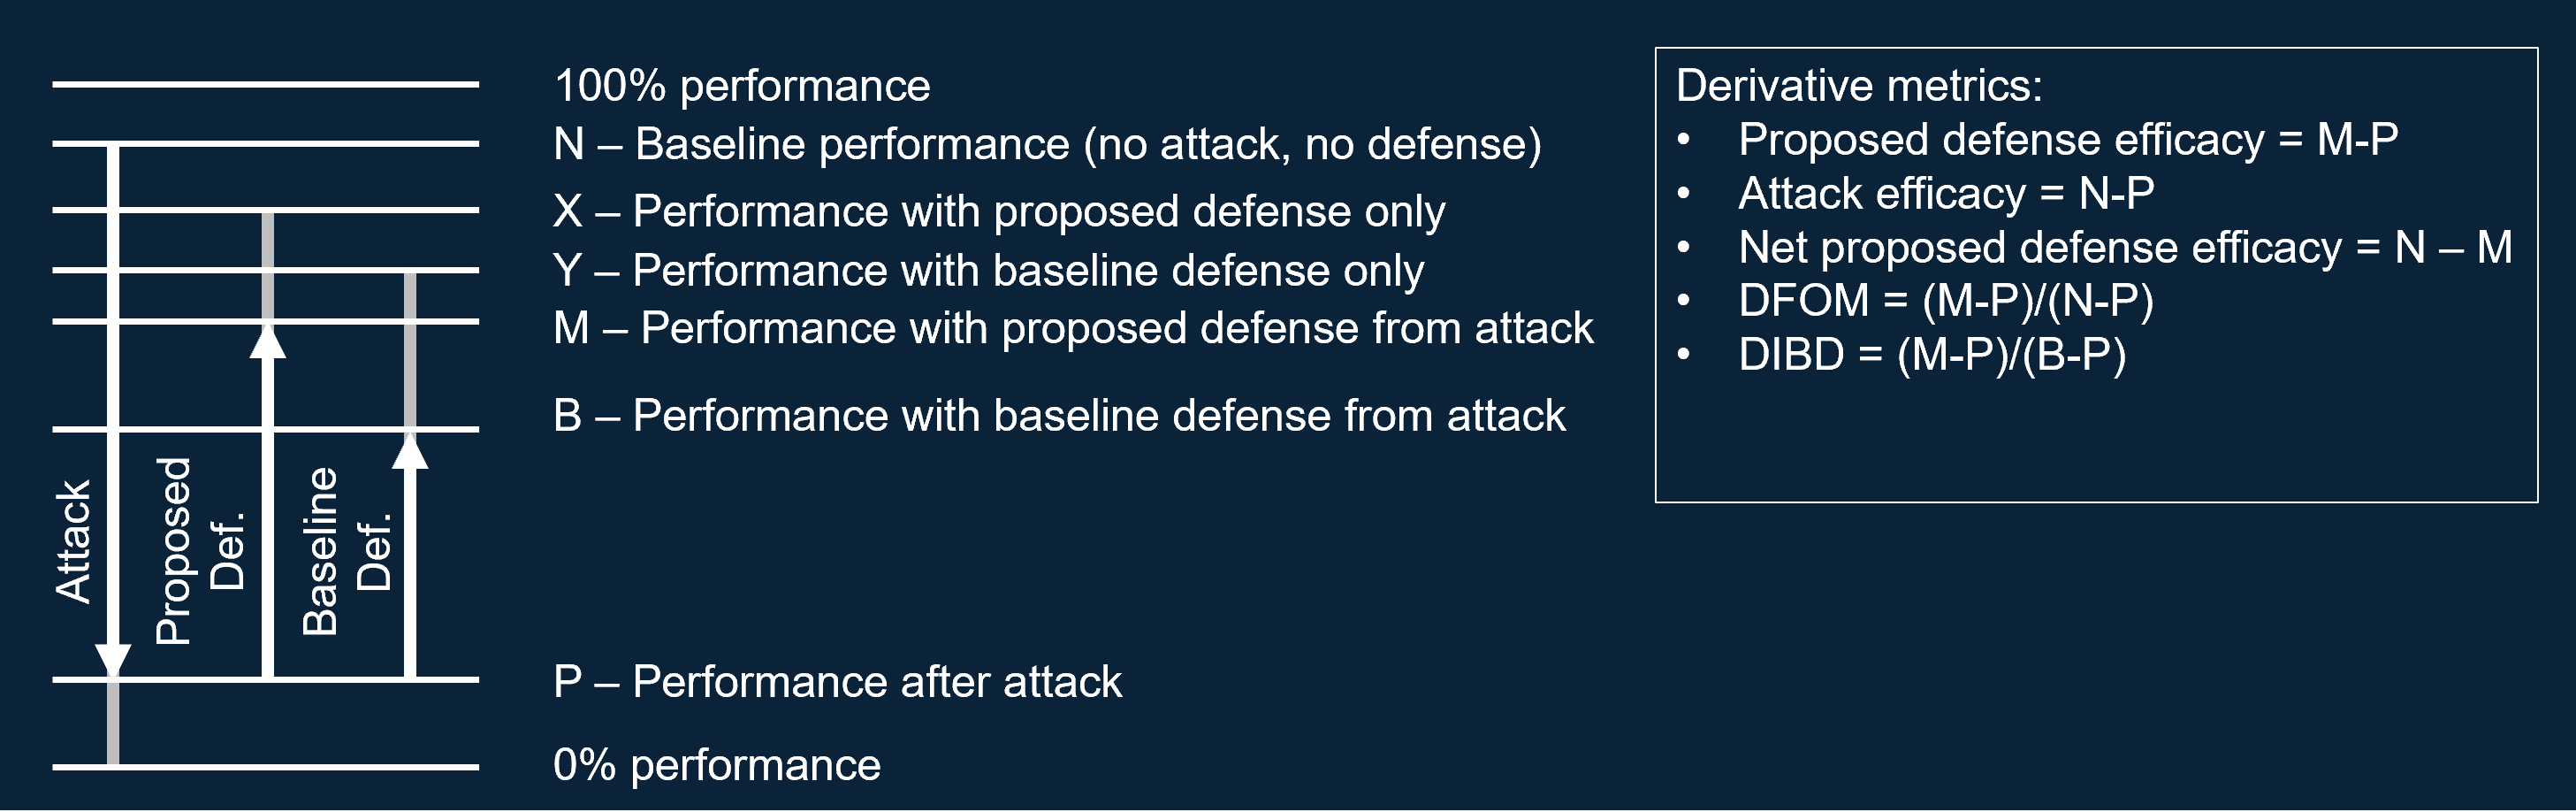 100% performance
N – Baseline performance (no attack, no defense)
X – Performance with proposed defense only
Y – Performance with baseline defense only
M – Performance with proposed defense from attack
B – Performance with baseline defense from attack
P – Performance after attack
0% performance
Attack
Proposed
Def.
Baseline
Def.
Derivative metrics:
• Proposed defense efficacy = M-P
• Attack efficacy = N-P
• Net proposed defense efficacy = N – M
• DFOM = (M-P)/(N-P)
• DIBD = (M-P)/(B-P)